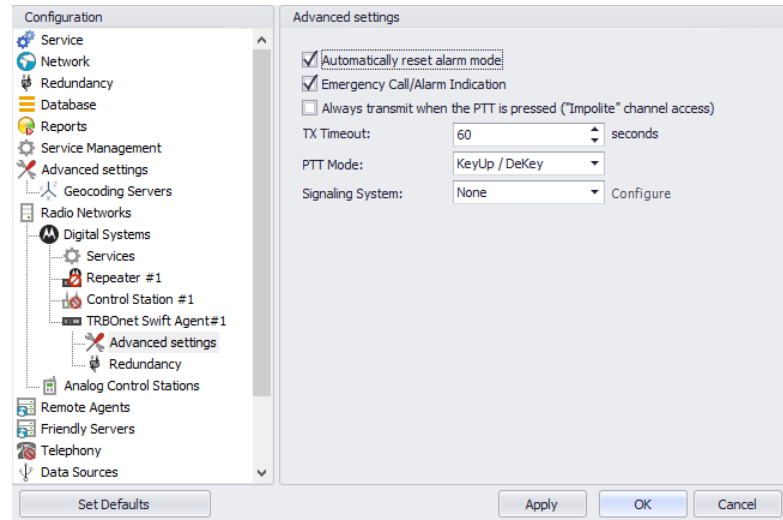 Configuration
Service
Network
Redundancy
Database
Reports
Service Management
Advanced settings
Geocoding Servers
Radio Networks
Digital Systems
Services
Repeater #1
Control Station #1
TRBOnet Swift Agent#1
Advanced settings
Redundancy
Analog Control Stations
Remote Agents
Friendly Servers
Telephony
Data Sources
Set Defaults
Advanced settings
Automatically reset alarm mode
Emergency Call/Alarm Indication
Always transmit when the PTT is pressed ("Impolite" channel access)
TX Timeout: 60 seconds
PTT Mode: KeyUp / DeKey
Signaling System: None Configure
Apply OK Cancel